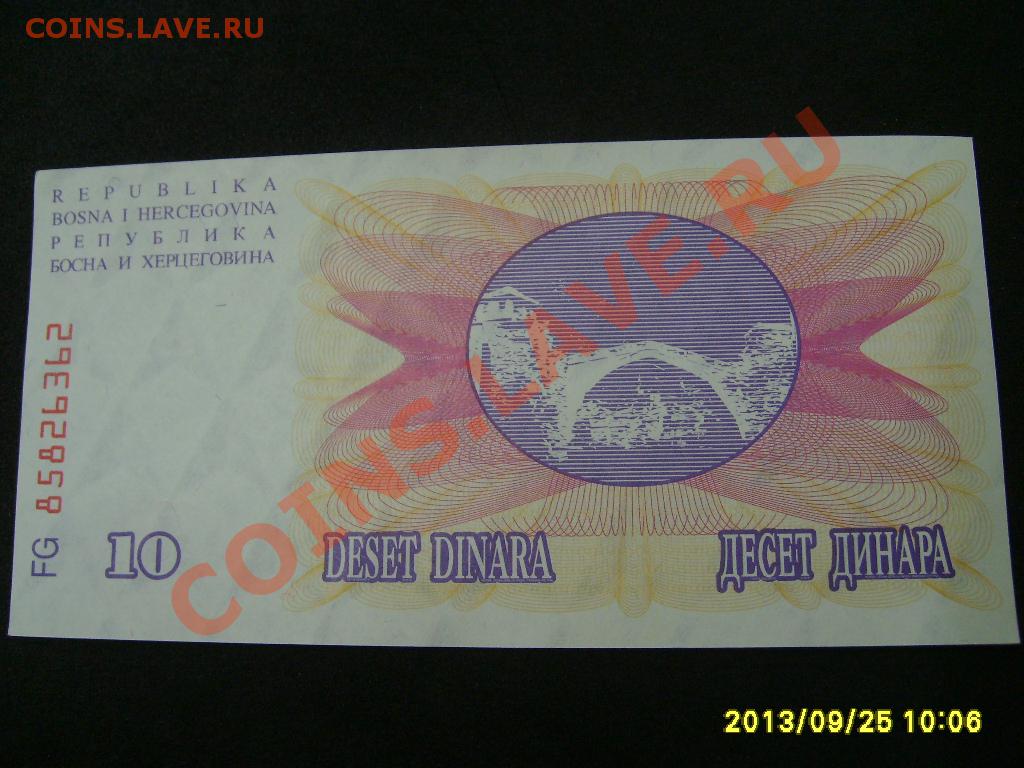 COINS.LAVE.RU
REPUBLIKA
BOSNA I HERCEGOVINA
РЕПУБЛИКА
БОСНА И ХЕРЦЕГОВИНА
FG 85826362
10
DESET DINARA
ДЕСЕТ ДИНАРА
COINS.LAVE.RU
2013/09/25 10:06